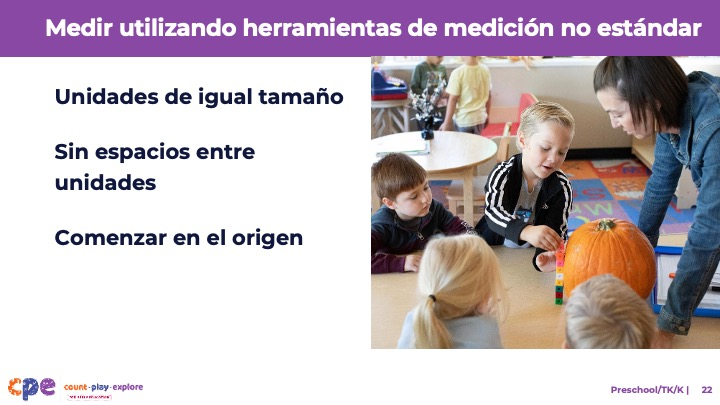 Medir utilizando herramientas de medición no estándar
Unidades de igual tamaño
Sin espacios entre
unidades
Comenzar en el origen
cpe
count·play·explore
Preschool/TK/K | 22